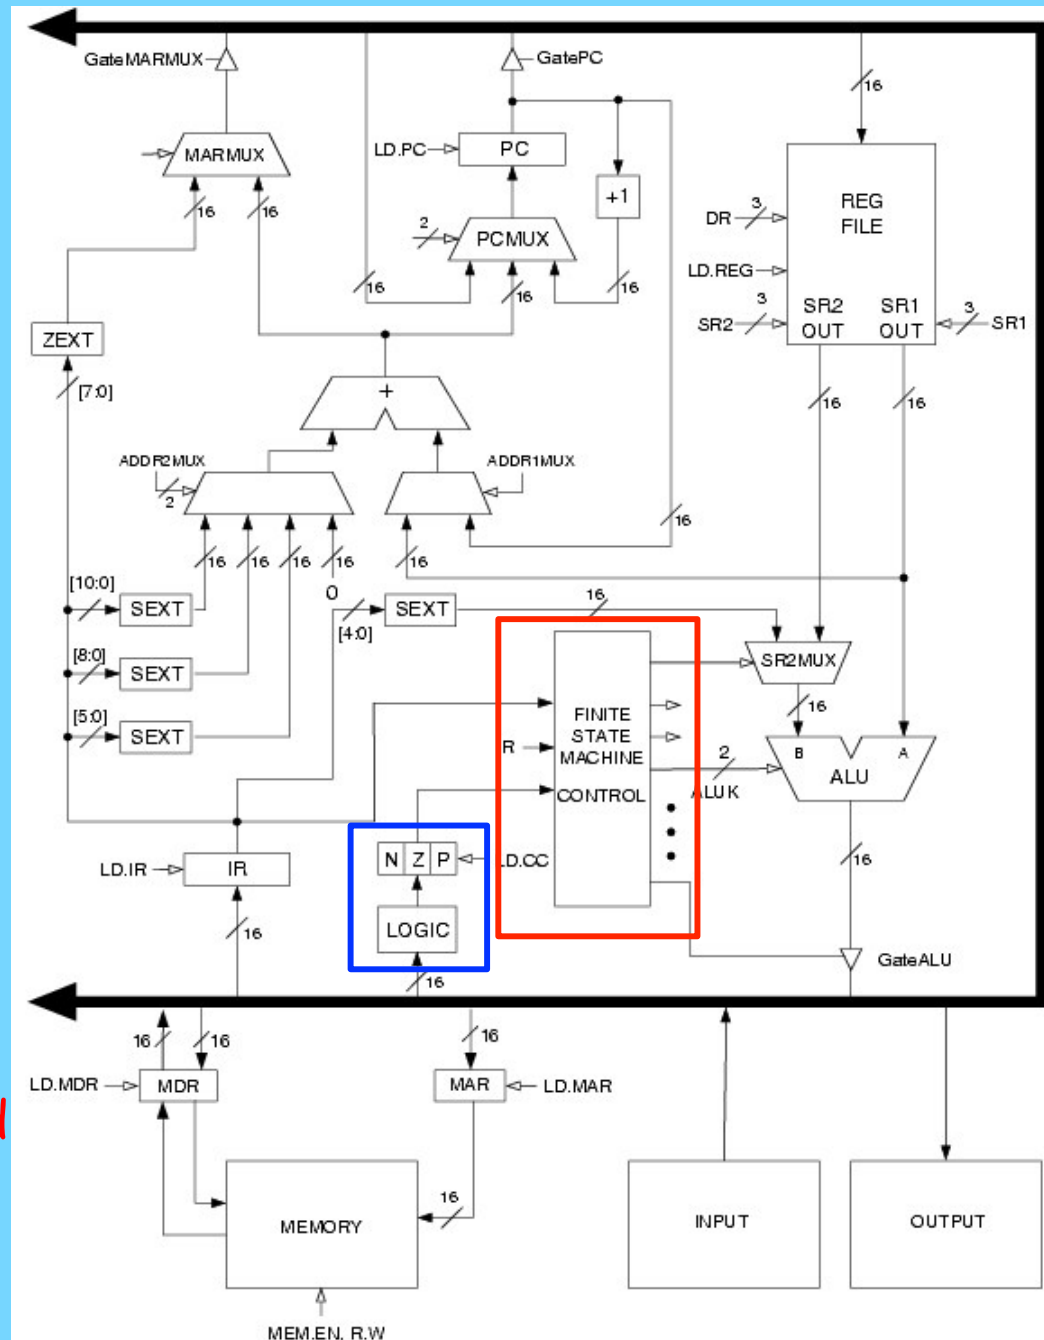 GateMARMUX
GatePC
16
MARMUX
LD.PC
PC
+1
REG
FILE
DR
3
16
16
2
PCMUX
LD.REG
16
16
16
3
SR2
SR2
OUT
SR1
OUT
3
SR1
ZEXT
[7:0]
+
16
16
ADDR2MUX
2
ADDR1MUX
16
16
16
16
16
16
0
[10:0]
SEXT
[4:0]
SEXT
16
[8:0]
SEXT
SR2MUX
16
[5:0]
SEXT
FINITE
STATE
MACHINE
CONTROL
R
B
A
ALU
2
ALUK
LD.IR
IR
N Z P
LD.CC
16
LOGIC
16
16
GateALU
16
16
16
LD.MDR
MDR
MAR
LD.MAR
16
MEMORY
INPUT
OUTPUT
MEM.EN, R.W